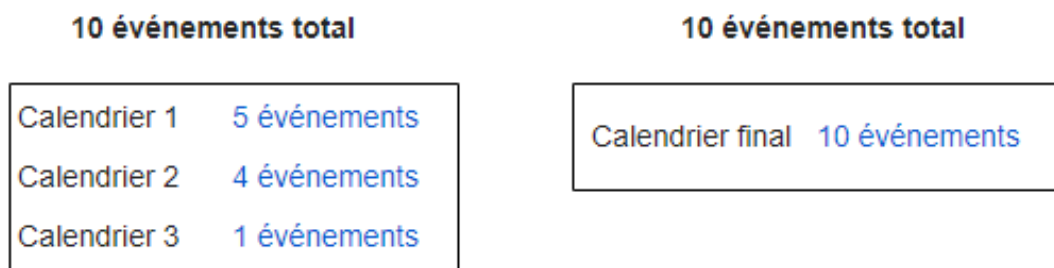 10 événements total
Calendrier 1 5 événements
Calendrier 2 4 événements
Calendrier 3 1 événements
10 événements total
Calendrier final 10 événements